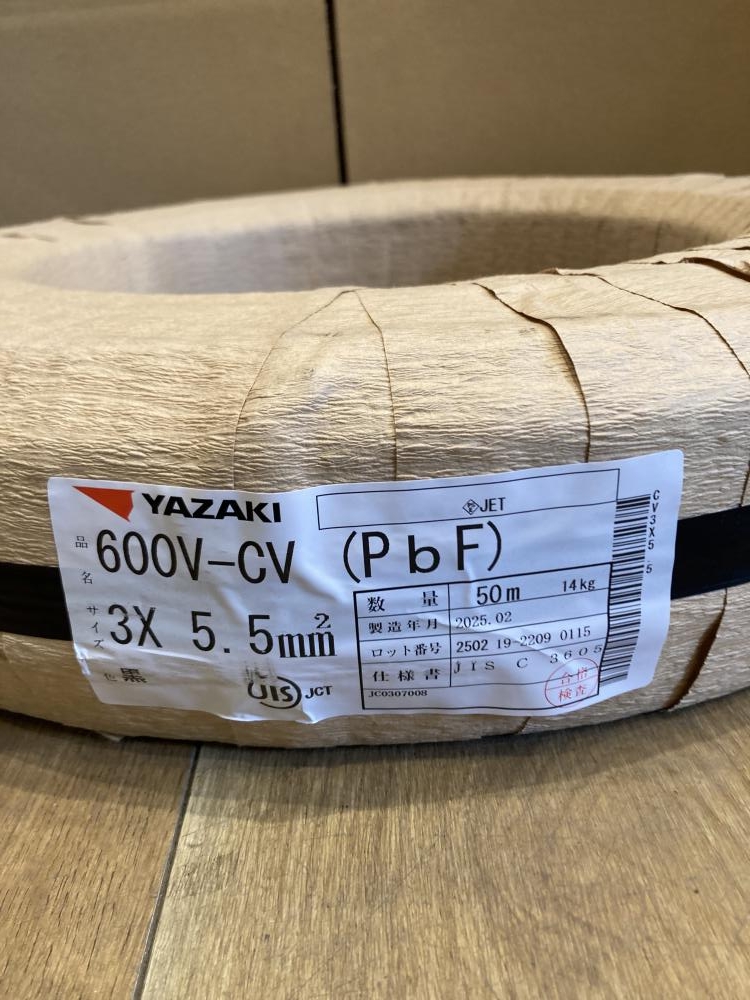 YAZAKI
<PS>E JET
品名 600V-CV (PbF)
サイズ 3X 5.5mm2
色 黒
JIS JCT
数 量 50m 14kg
製造年月 2025.02
ロット番号 2502 19-2209 0115
仕様書 JIS C 3605
JC0307008
合格
検査
CV3X5.5